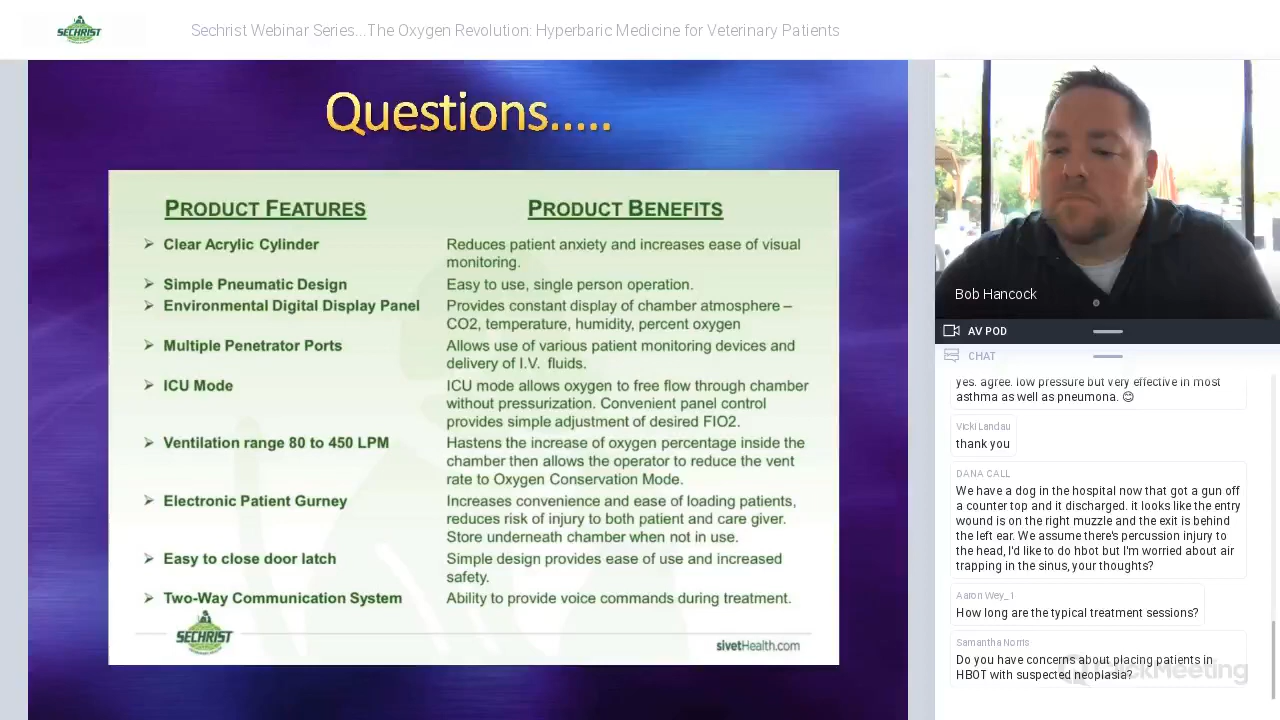 SECHRIST
Sechrist Webinar Series...The Oxygen Revolution: Hyperbaric Medicine for Veterinary Patients
Questions.....
PRODUCT FEATURES
PRODUCT BENEFITS
Clear Acrylic Cylinder
Reduces patient anxiety and increases ease of visual
monitoring.
Simple Pneumatic Design
Easy to use, single person operation.
Environmental Digital Display Panel
Provides constant display of chamber atmosphere –
CO2, temperature, humidity, percent oxygen
Multiple Penetrator Ports
Allows use of various patient monitoring devices and
delivery of I.V. fluids.
ICU Mode
ICU mode allows oxygen to free flow through chamber
without pressurization. Convenient panel control
provides simple adjustment of desired FIO2.
Ventilation range 80 to 450 LPM
Hastens the increase of oxygen percentage inside the
chamber then allows the operator to reduce the vent
rate to Oxygen Conservation Mode.
Electronic Patient Gurney
Increases convenience and ease of loading patients,
reduces risk of injury to both patient and care giver.
Store underneath chamber when not in use.
Easy to close door latch
Simple design provides ease of use and increased
safety.
Two-Way Communication System
Ability to provide voice commands during treatment.
SECHRIST
sivetHealth.com
Bob Hancock
AV POD
CHAT
yes. agree. low pressure but very effective in most
asthma as well as pneumona. 😊
Vicki Landau
thank you
DANA CALL
We have a dog in the hospital now that got a gun off
a counter top and it discharged. it looks like the entry
wound is on the right muzzle and the exit is behind
the left ear. We assume there's percussion injury to
the head, I'd like to do hbot but I'm worried about air
trapping in the sinus, your thoughts?
Aaron Wey_1
How long are the typical treatment sessions?
Samantha Norris
Do you have concerns about placing patients in
HBOT with suspected neoplasia?
ClickMeeting